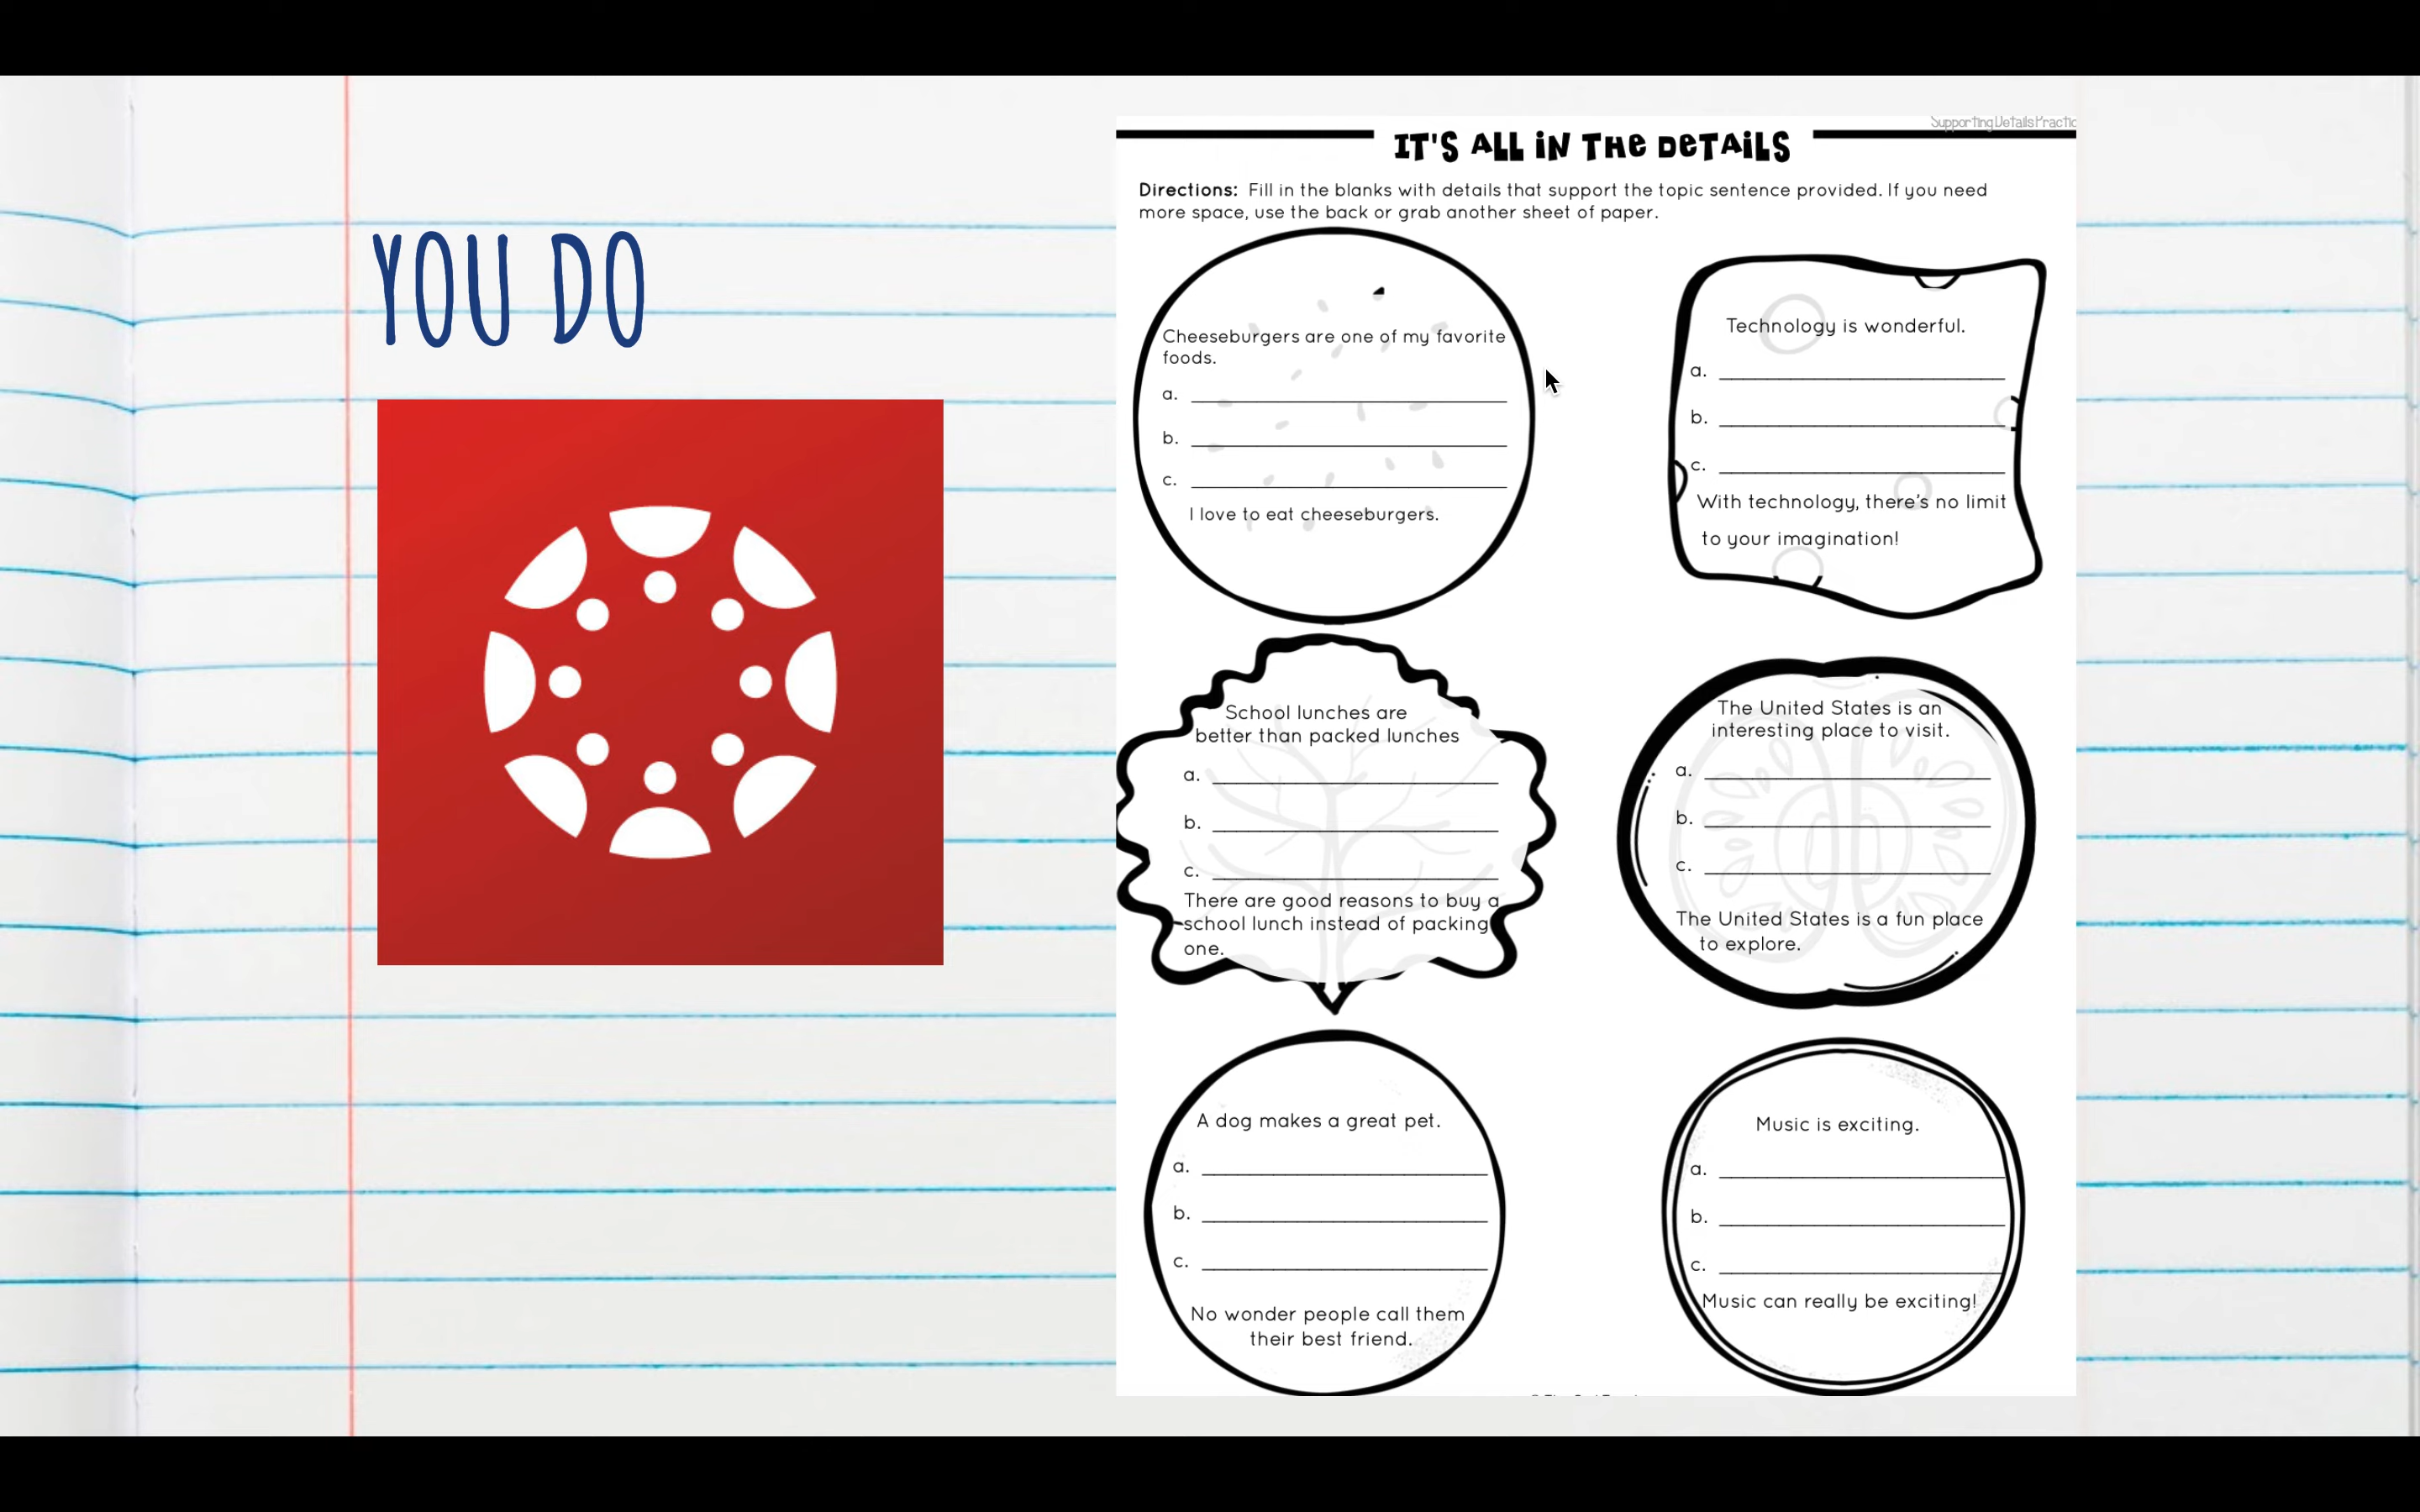 YOU DO
Supporting Details Practic
IT'S ALL IN THE DETAILS
Directions: Fill in the blanks with details that support the topic sentence provided. If you need
more space, use the back or grab another sheet of paper.
Cheeseburgers are one of my favorite
foods.
a.
b.
c.
I love to eat cheeseburgers.
Technology is wonderful.
a.
b.
c.
With technology, there's no limit
to your imagination!
School lunches are
better than packed lunches
a.
b.
c.
There are good reasons to buy a
school lunch instead of packing
one.
The United States is an
interesting place to visit.
a.
b.
c.
The United States is a fun place
to explore.
A dog makes a great pet.
a.
b.
c.
No wonder people call them
their best friend.
Music is exciting.
a.
b.
c.
Music can really be exciting!